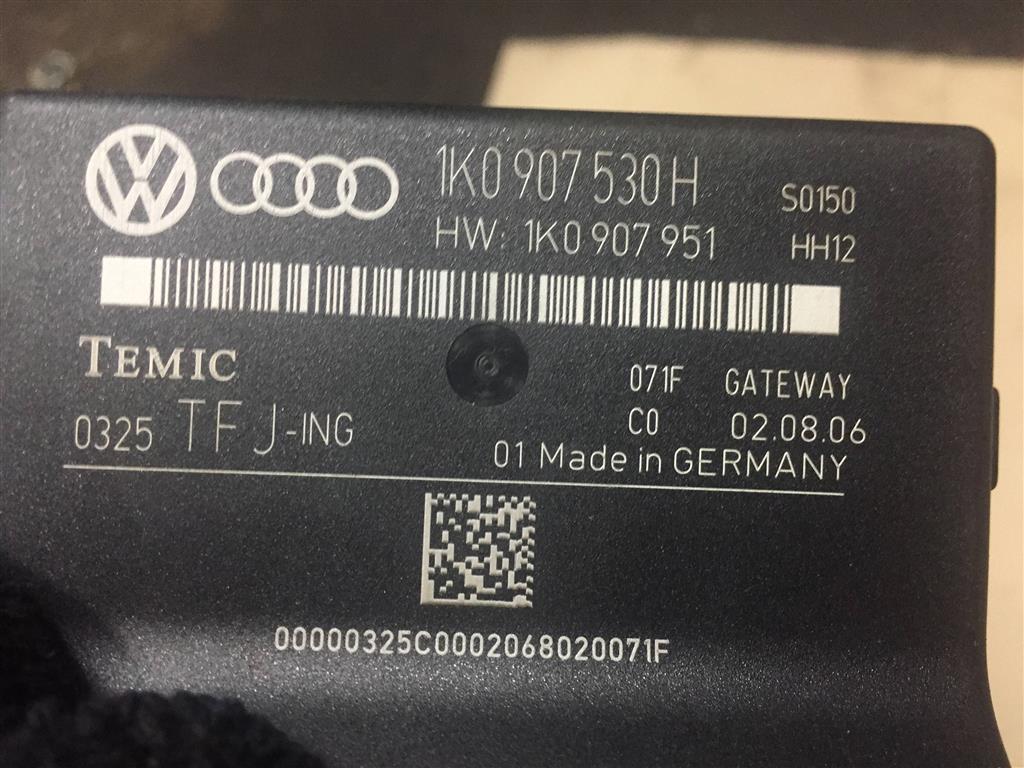 1K0 907 530 H S0150
HW: 1K0 907 951 HH12
TEMIC
071F GATEWAY
0325 TFJ-ING C0 02.08.06
01 Made in GERMANY
00000325C0002068020071F